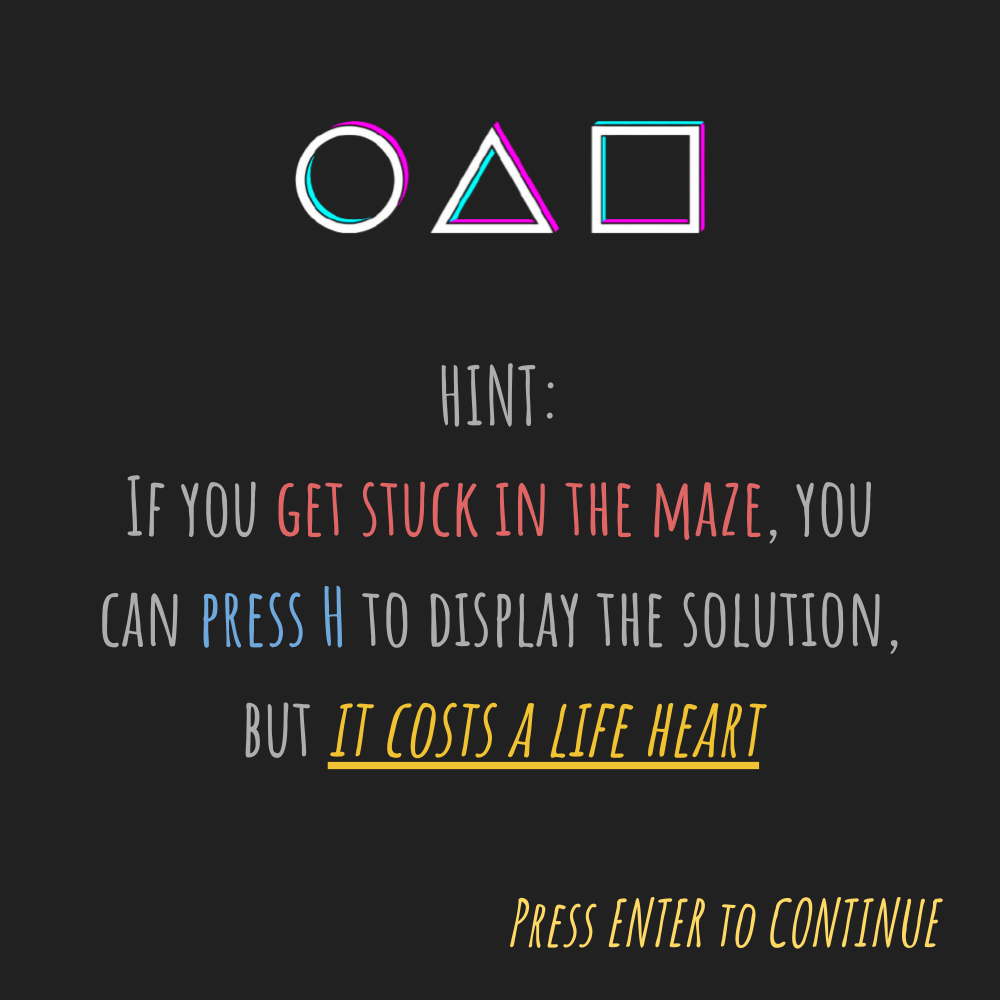 HINT:
If you get stuck in the maze, you
can press H to display the solution,
but it costs a life heart
Press ENTER to CONTINUE